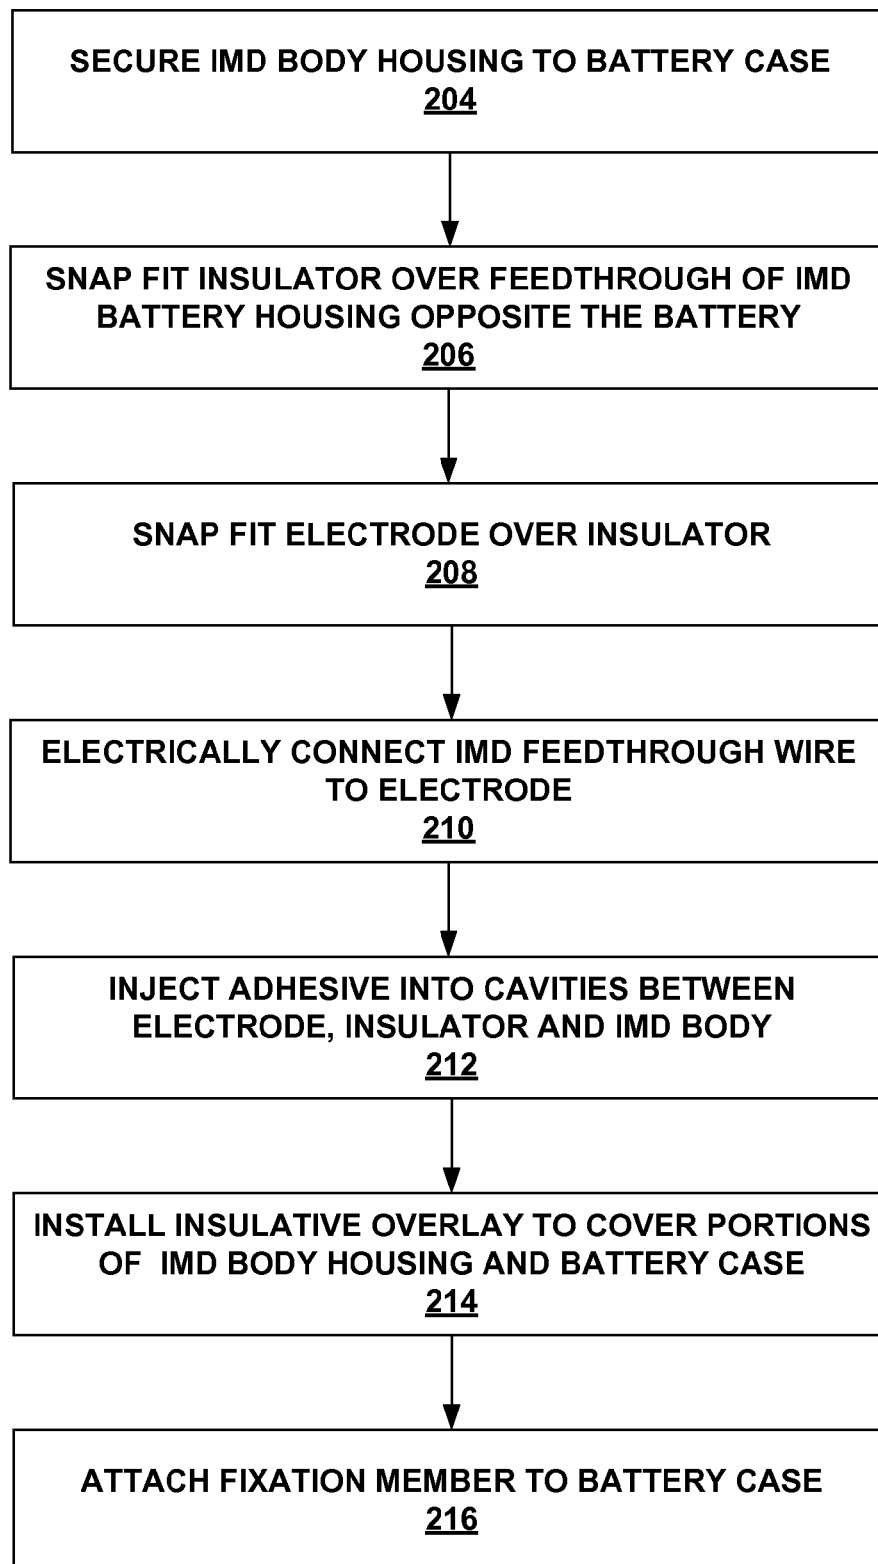 SECURE IMD BODY HOUSING TO BATTERY CASE
204
SNAP FIT INSULATOR OVER FEEDTHROUGH OF IMD
BATTERY HOUSING OPPOSITE THE BATTERY
206
SNAP FIT ELECTRODE OVER INSULATOR
208
ELECTRICALLY CONNECT IMD FEEDTHROUGH WIRE
TO ELECTRODE
210
INJECT ADHESIVE INTO CAVITIES BETWEEN
ELECTRODE, INSULATOR AND IMD BODY
212
INSTALL INSULATIVE OVERLAY TO COVER PORTIONS
OF IMD BODY HOUSING AND BATTERY CASE
214
ATTACH FIXATION MEMBER TO BATTERY CASE
216